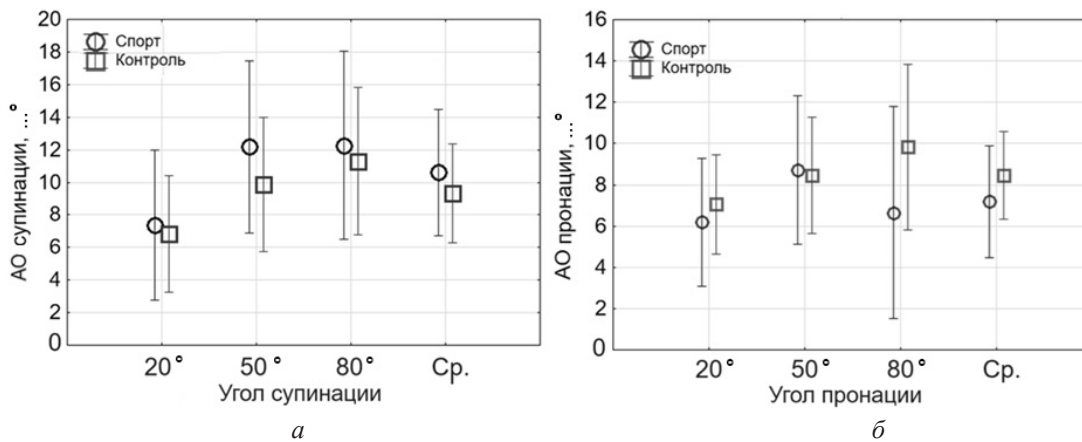 20
18
16
14
12
10
8
6
4
2
0
АО супинации, ...°
Спорт
Контроль
20° 50° 80° Ср.
Угол супинации
а
16
14
12
10
8
6
4
2
0
АО пронации, ...°
Спорт
Контроль
20° 50° 80° Ср.
Угол пронации
б